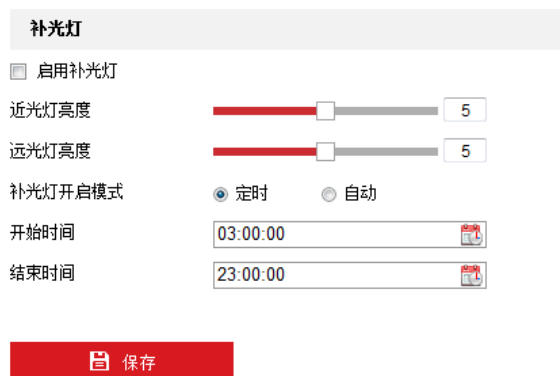 补光灯
启用补光灯
近光灯亮度 5
远光灯亮度 5
补光灯开启模式 定时 自动
开始时间 03:00:00
结束时间 23:00:00
保存